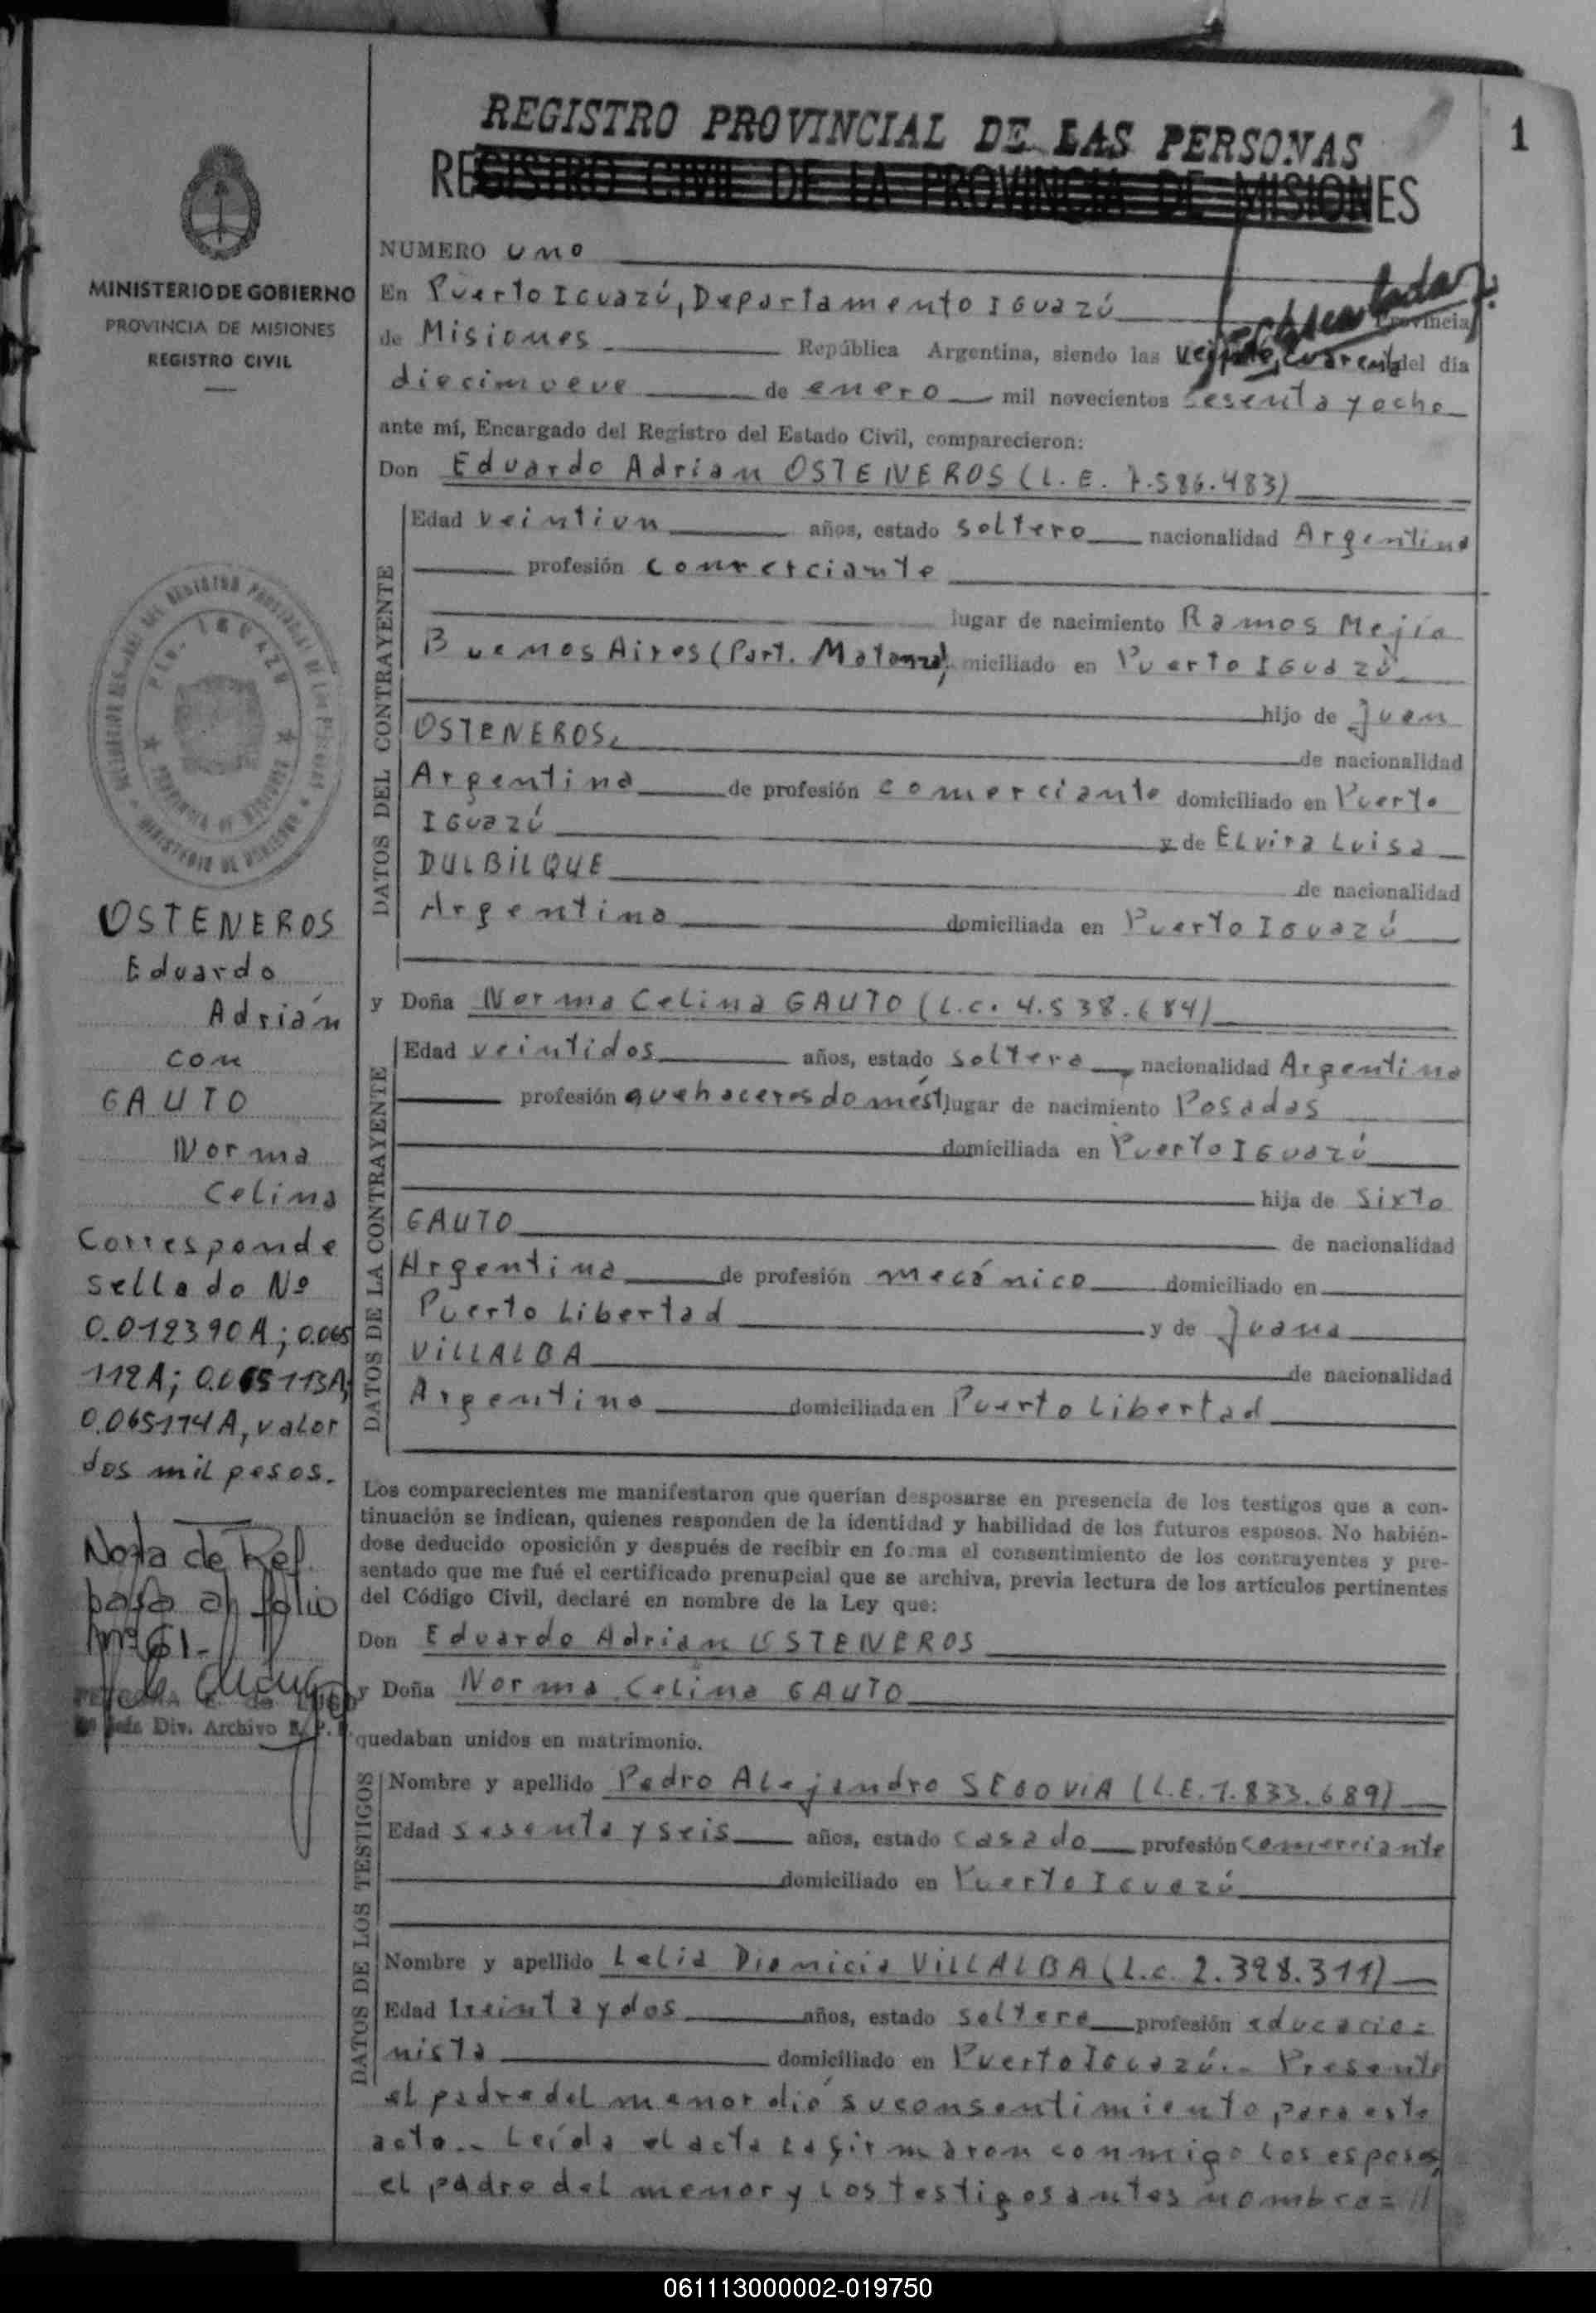 REGISTRO PROVINCIAL DE LAS PERSONAS
REGISTRO CIVIL DE LA PROVINCIA DE MISIONES
1
MINISTERIO DE GOBIERNO
PROVINCIA DE MISIONES
REGISTRO CIVIL
NUMERO uno
En Puerto Iguazú, Departamento Iguazú Provincia
de Misiones República Argentina, siendo las veinte, cuarenta del día
diecinueve de enero mil novecientos sesenta y ocho
ante mí, Encargado del Registro del Estado Civil, comparecieron:
Don Eduardo Adrian OSTENEROS (L.E. 7.586.483)
DATOS DEL CONTRAYENTE
Edad veintiun años, estado soltero nacionalidad Argentina
profesión comerciante
lugar de nacimiento Ramos Mejía
Buenos Aires (Part. Matanza), miciliado en Puerto Iguazú
hijo de Juan
OSTENEROS,
de nacionalidad
Argentina de profesión comerciante domiciliado en Puerto
Iguazú y de Elvira Luisa
DULBILQUE
de nacionalidad
Argentina domiciliada en Puerto Iguazú
y Doña Norma Celina GAUTO (L.C. 4.538.684)
DATOS DE LA CONTRAYENTE
Edad veintidos años, estado soltera, nacionalidad Argentina
profesión quehaceres domést. lugar de nacimiento Posadas
domiciliada en Puerto Iguazú
hija de Sixto
GAUTO
de nacionalidad
Argentina de profesión mecánico domiciliado en
Puerto Libertad y de Juana
VILLALBA
de nacionalidad
Argentina domiciliada en Puerto Libertad
Los comparecientes me manifestaron que querían desposarse en presencia de los testigos que a con-
tinuación se indican, quienes responden de la identidad y habilidad de los futuros esposos. No habién-
dose deducido oposición y después de recibir en forma el consentimiento de los contrayentes y pre-
sentado que me fué el certificado prenupcial que se archiva, previa lectura de los artículos pertinentes
del Código Civil, declaré en nombre de la Ley que:
Don Eduardo Adrian OSTENEROS
y Doña Norma Celina GAUTO
quedaban unidos en matrimonio.
DATOS DE LOS TESTIGOS
Nombre y apellido Pedro Alejandro SEGOVIA (L.E. 7.833.689)
Edad sesenta y seis años, estado casado profesión comerciante
domiciliado en Puerto Iguazú
Nombre y apellido Lelia Dionicia VILLALBA (L.C. 2.328.311)
Edad treinta y dos años, estado soltera profesión educacio=
nista domiciliado en Puerto Iguazú.- Presente
el padre del menor dió su consentimiento, para este
acto.- Leída el acta la firmaron conmigo los esposos,
el padre del menor y los testigos antes nombra=//
OSTENEROS
Eduardo
Adrián
con
GAUTO
Norma
Celina
Corresponde
sellado Nº
0.012390A; 0.065
112A; 0.065113A;
0.065114A, valor
dos mil pesos.
Nota de Ref.
pasa al folio
nº 61.-
Div. Archivo R. P.
061113000002-019750